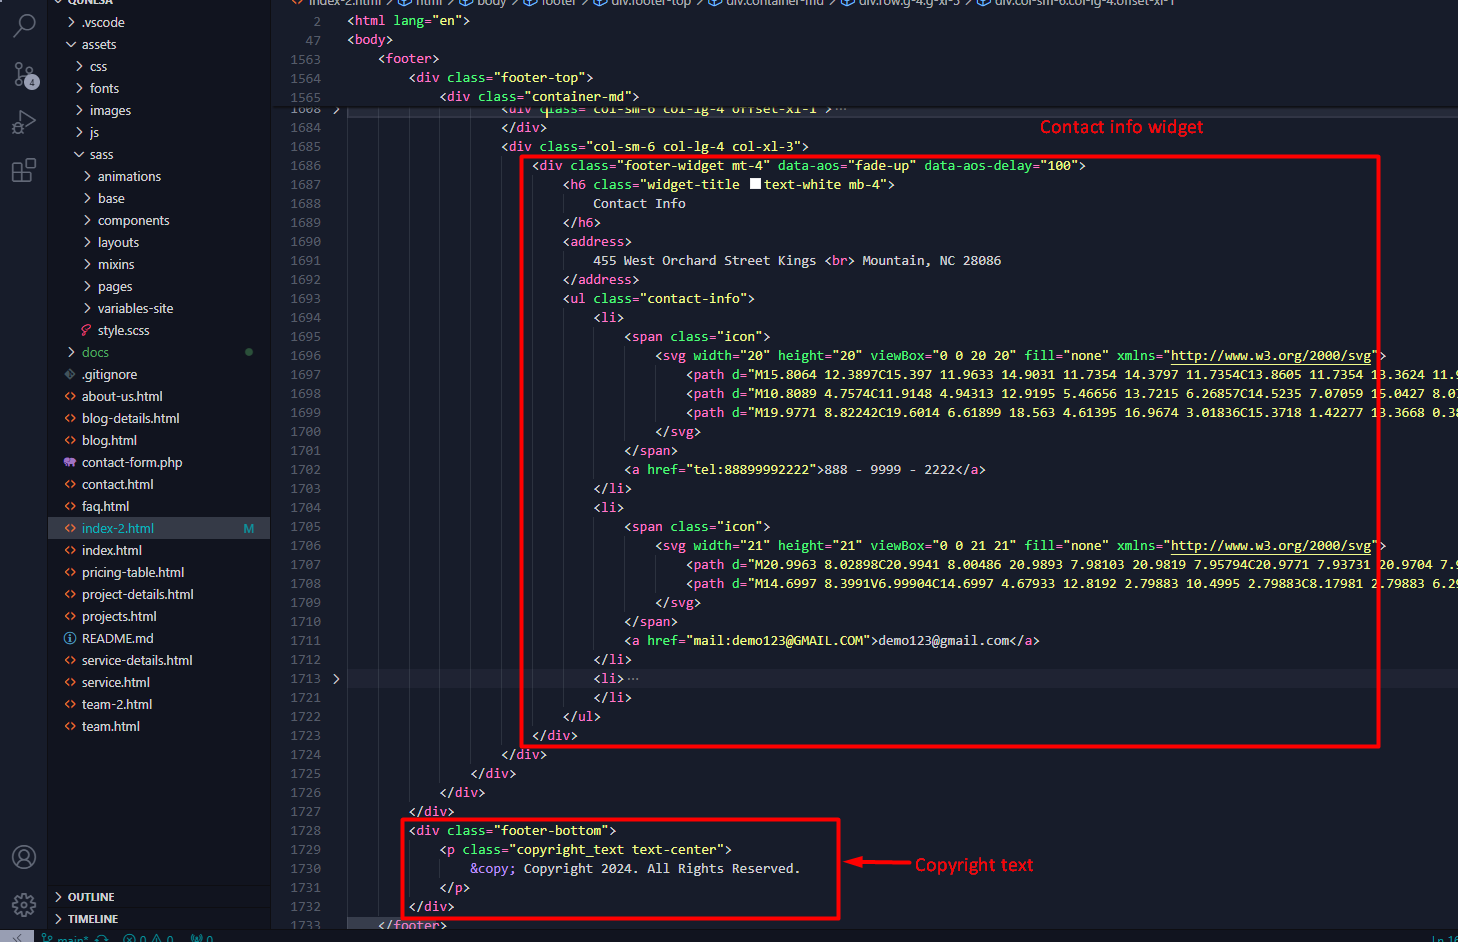 QUNESA
.vscode
assets
css
fonts
images
js
sass
animations
base
components
layouts
mixins
pages
variables-site
style.scss
docs
.gitignore
about-us.html
blog-details.html
blog.html
contact-form.php
contact.html
faq.html
index-2.html M
index.html
pricing-table.html
project-details.html
projects.html
README.md
service-details.html
service.html
team-2.html
team.html
OUTLINE
TIMELINE
4
index-2.html > html > body > footer > div.footer-top > div.container-md > div.row.g-4.g-xl-5 > div.col-sm-6.col-lg-4.offset-xl-1
2 <html lang="en">
47 <body>
1563 <footer>
1564 <div class="footer-top">
1565 <div class="container-md">
1608 <div class="col-sm-6 col-lg-4 offset-xl-1">…
1684 </div>
Contact info widget
1685 <div class="col-sm-6 col-lg-4 col-xl-3">
1686 <div class="footer-widget mt-4" data-aos="fade-up" data-aos-delay="100">
1687 <h6 class="widget-title text-white mb-4">
1688 Contact Info
1689 </h6>
1690 <address>
1691 455 West Orchard Street Kings <br> Mountain, NC 28086
1692 </address>
1693 <ul class="contact-info">
1694 <li>
1695 <span class="icon">
1696 <svg width="20" height="20" viewBox="0 0 20 20" fill="none" xmlns="http://www.w3.org/2000/svg">
1697 <path d="M15.8064 12.3897C15.397 11.9633 14.9031 11.7354 14.3797 11.7354C13.8605 11.7354 13.3624 11.9
1698 <path d="M10.8089 4.7574C11.9148 4.94313 12.9195 5.46656 13.7215 6.26857C14.5235 7.07059 15.0427 8.07
1699 <path d="M19.9771 8.82242C19.6014 6.61899 18.563 4.61395 16.9674 3.01836C15.3718 1.42277 13.3668 0.38
1700 </svg>
1701 </span>
1702 <a href="tel:88899992222">888 - 9999 - 2222</a>
1703 </li>
1704 <li>
1705 <span class="icon">
1706 <svg width="21" height="21" viewBox="0 0 21 21" fill="none" xmlns="http://www.w3.org/2000/svg">
1707 <path d="M20.9963 8.02898C20.9941 8.00486 20.9893 7.98103 20.9819 7.95794C20.9771 7.93731 20.9704 7.9
1708 <path d="M14.6997 8.3991V6.99904C14.6997 4.67933 12.8192 2.79883 10.4995 2.79883C8.17981 2.79883 6.29
1709 </svg>
1710 </span>
1711 <a href="mail:demo123@GMAIL.COM">demo123@gmail.com</a>
1712 </li>
1713 <li>…
1721 </li>
1722 </ul>
1723 </div>
1724 </div>
1725 </div>
1726 </div>
1727 </div>
1728 <div class="footer-bottom">
1729 <p class="copyright_text text-center">
1730 &copy; Copyright 2024. All Rights Reserved.
Copyright text
1731 </p>
1732 </div>
1733 </footer>
main* 0 0 0